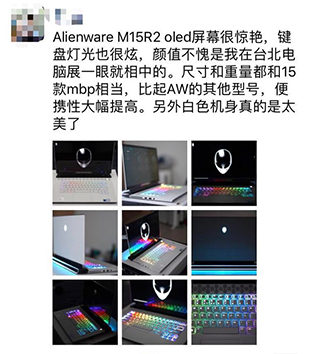 Alienware M15R2 oled屏幕很惊艳，键
盘灯光也很炫，颜值不愧是我在台北电
脑展一眼就相中的。尺寸和重量都和15
款mbp相当，比起AW的其他型号，便
携性大幅提高。另外白色机身真的是太
美了